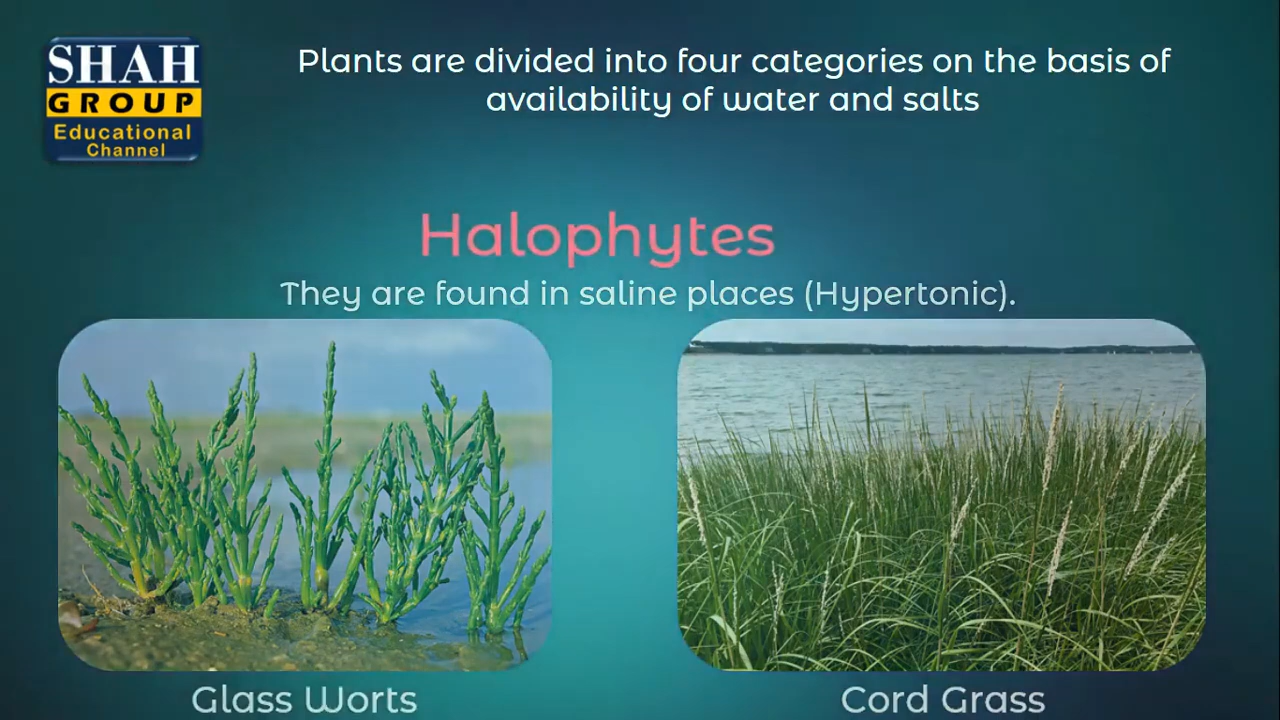 SHAH
GROUP
Educational
Channel
Plants are divided into four categories on the basis of
availability of water and salts
Halophytes
They are found in saline places (Hypertonic).
Glass Worts
Cord Grass